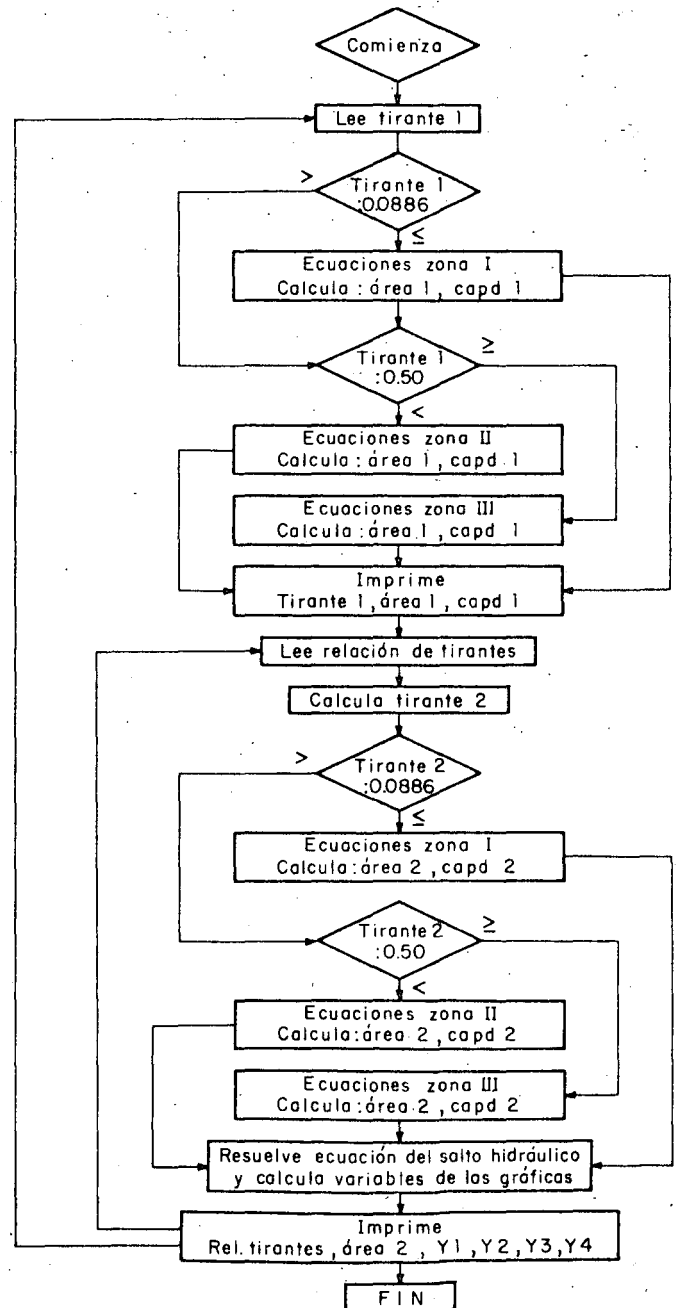 Comienza
Lee tirante 1
>
Tirante 1
:0.0886
≤
Ecuaciones zona I
Calcula : área 1, capd 1
Tirante 1
:0.50
≥
<
Ecuaciones zona II
Calcula : área 1, capd 1
Ecuaciones zona III
Calcula : área 1, capd 1
Imprime
Tirante 1, área 1, capd 1
Lee relación de tirantes
Calcula tirante 2
>
Tirante 2
:0.0886
≤
Ecuaciones zona I
Calcula : área 2, capd 2
Tirante 2
:0.50
≥
<
Ecuaciones zona II
Calcula: área 2, capd 2
Ecuaciones zona III
Calcula: área 2, capd 2
Resuelve ecuación del salto hidráulico
y calcula variables de las gráficas
Imprime
Rel. tirantes, área 2, Y1, Y2, Y3, Y4
FIN